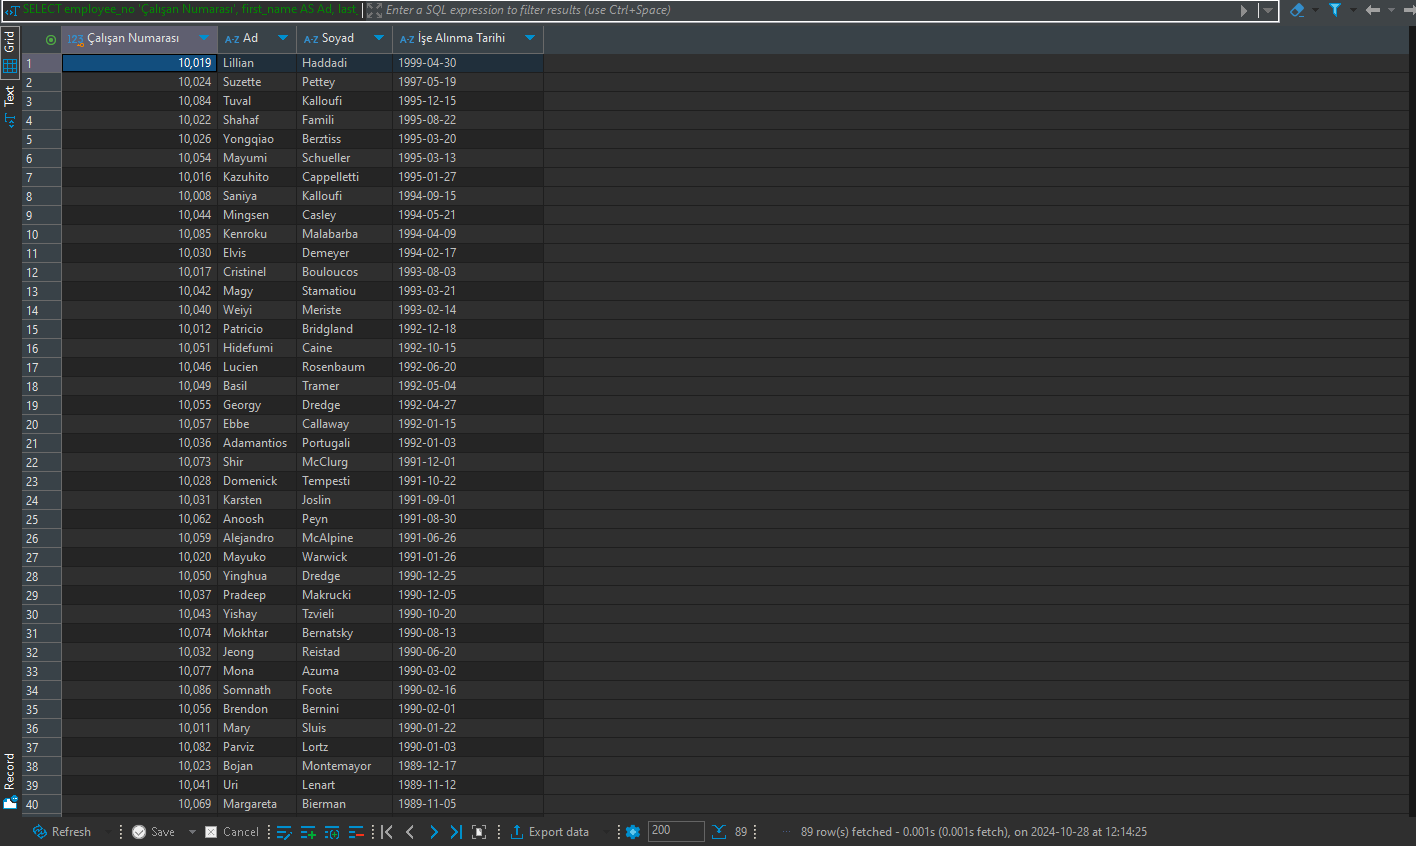 SELECT employee_no 'Çalışan Numarası', first_name AS Ad, last_ Enter a SQL expression to filter results (use Ctrl+Space)
Grid
Text
Record
123 Çalışan Numarası A-Z Ad A-Z Soyad A-Z İşe Alınma Tarihi
1 10,019 Lillian Haddadi 1999-04-30
2 10,024 Suzette Pettey 1997-05-19
3 10,084 Tuval Kalloufi 1995-12-15
4 10,022 Shahaf Famili 1995-08-22
5 10,026 Yongqiao Berztiss 1995-03-20
6 10,054 Mayumi Schueller 1995-03-13
7 10,016 Kazuhito Cappelletti 1995-01-27
8 10,008 Saniya Kalloufi 1994-09-15
9 10,044 Mingsen Casley 1994-05-21
10 10,085 Kenroku Malabarba 1994-04-09
11 10,030 Elvis Demeyer 1994-02-17
12 10,017 Cristinel Bouloucos 1993-08-03
13 10,042 Magy Stamatiou 1993-03-21
14 10,040 Weiyi Meriste 1993-02-14
15 10,012 Patricio Bridgland 1992-12-18
16 10,051 Hidefumi Caine 1992-10-15
17 10,046 Lucien Rosenbaum 1992-06-20
18 10,049 Basil Tramer 1992-05-04
19 10,055 Georgy Dredge 1992-04-27
20 10,057 Ebbe Callaway 1992-01-15
21 10,036 Adamantios Portugali 1992-01-03
22 10,073 Shir McClurg 1991-12-01
23 10,028 Domenick Tempesti 1991-10-22
24 10,031 Karsten Joslin 1991-09-01
25 10,062 Anoosh Peyn 1991-08-30
26 10,059 Alejandro McAlpine 1991-06-26
27 10,020 Mayuko Warwick 1991-01-26
28 10,050 Yinghua Dredge 1990-12-25
29 10,037 Pradeep Makrucki 1990-12-05
30 10,043 Yishay Tzvieli 1990-10-20
31 10,074 Mokhtar Bernatsky 1990-08-13
32 10,032 Jeong Reistad 1990-06-20
33 10,077 Mona Azuma 1990-03-02
34 10,086 Somnath Foote 1990-02-16
35 10,056 Brendon Bernini 1990-02-01
36 10,011 Mary Sluis 1990-01-22
37 10,082 Parviz Lortz 1990-01-03
38 10,023 Bojan Montemayor 1989-12-17
39 10,041 Uri Lenart 1989-11-12
40 10,069 Margareta Bierman 1989-11-05
Refresh Save Cancel Export data 200 89 89 row(s) fetched - 0.001s (0.001s fetch), on 2024-10-28 at 12:14:25